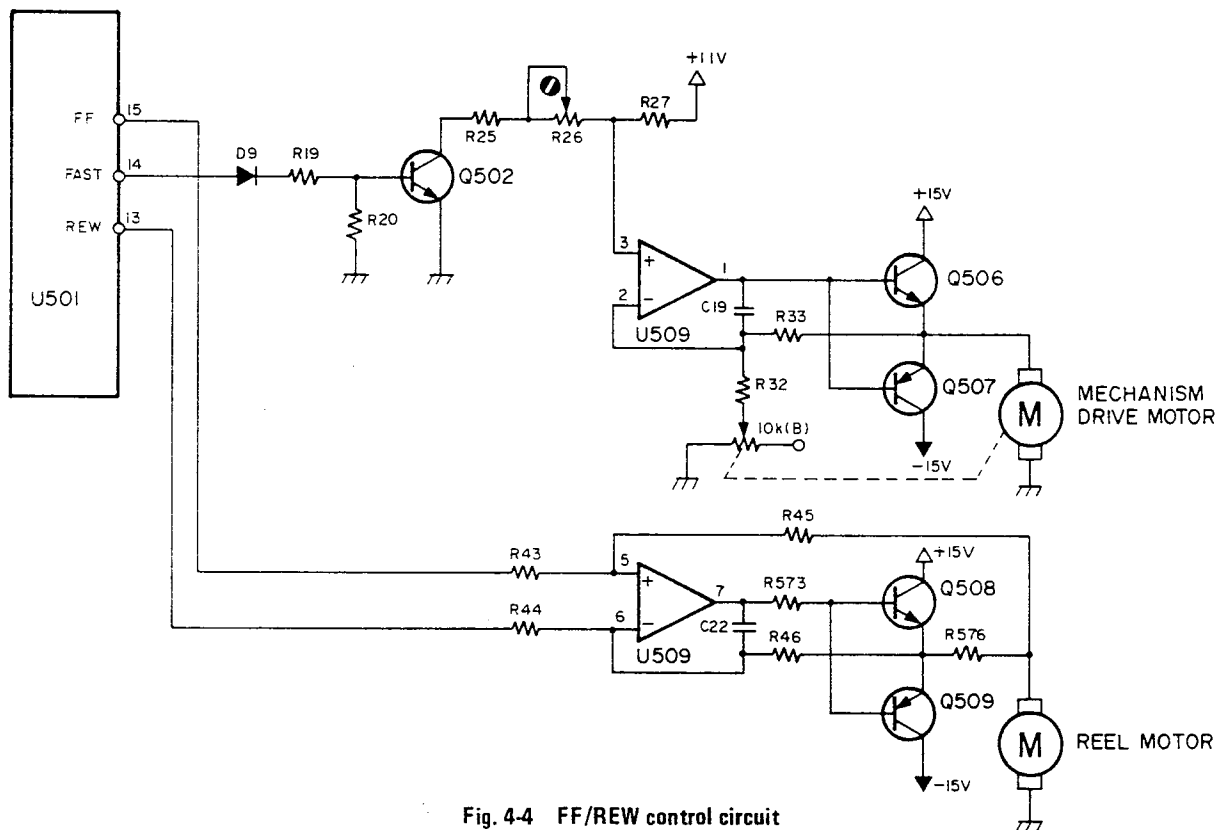 FF
15
FAST
14
REW
13
U501
D9
R19
R20
Q502
R25
R26
R27
+11V
3
+
2
−
1
U509
C19
R33
R32
10k(B)
+15V
Q506
Q507
−15V
M
MECHANISM
DRIVE MOTOR
R43
R44
R45
5
+
6
−
7
U509
R573
C22
R46
+15V
Q508
R576
Q509
−15V
M
REEL MOTOR
Fig. 4-4 FF/REW control circuit